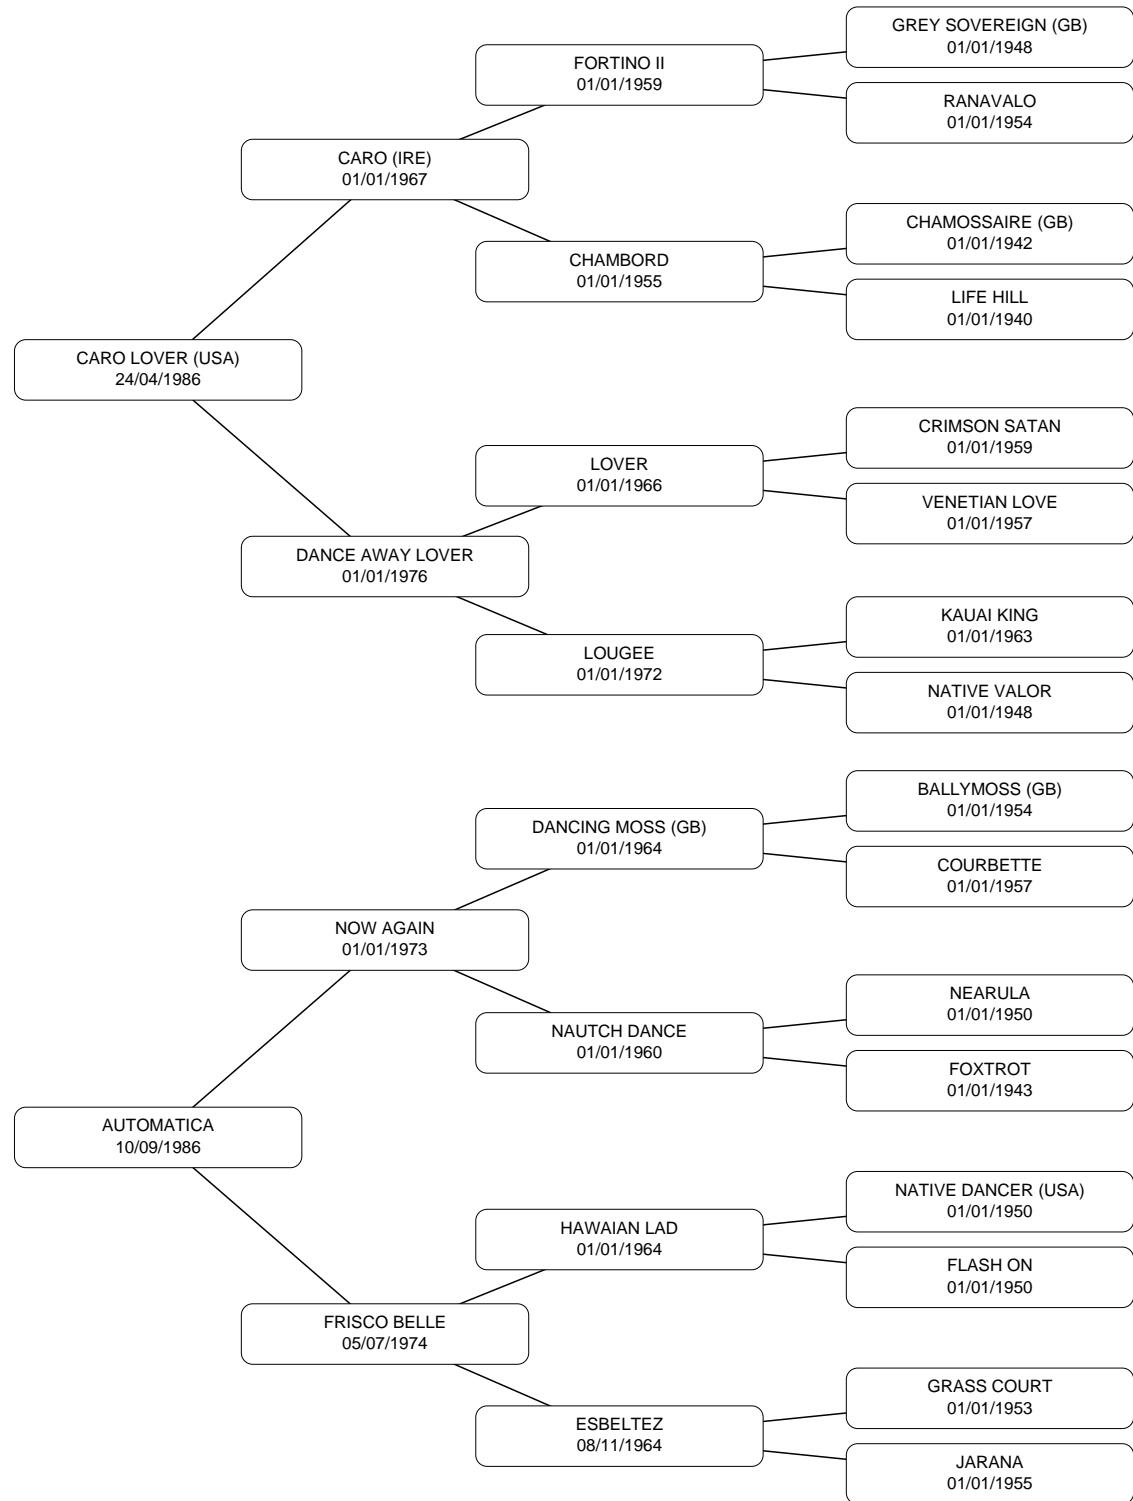 GREY SOVEREIGN (GB)
01/01/1948
FORTINO II
01/01/1959
RANAVALO
01/01/1954
CARO (IRE)
01/01/1967
CHAMOSSAIRE (GB)
01/01/1942
CHAMBORD
01/01/1955
LIFE HILL
01/01/1940
CARO LOVER (USA)
24/04/1986
CRIMSON SATAN
01/01/1959
LOVER
01/01/1966
VENETIAN LOVE
01/01/1957
DANCE AWAY LOVER
01/01/1976
KAUAI KING
01/01/1963
LOUGEE
01/01/1972
NATIVE VALOR
01/01/1948
BALLYMOSS (GB)
01/01/1954
DANCING MOSS (GB)
01/01/1964
COURBETTE
01/01/1957
NOW AGAIN
01/01/1973
NEARULA
01/01/1950
NAUTCH DANCE
01/01/1960
FOXTROT
01/01/1943
AUTOMATICA
10/09/1986
NATIVE DANCER (USA)
01/01/1950
HAWAIAN LAD
01/01/1964
FLASH ON
01/01/1950
FRISCO BELLE
05/07/1974
GRASS COURT
01/01/1953
ESBELTEZ
08/11/1964
JARANA
01/01/1955